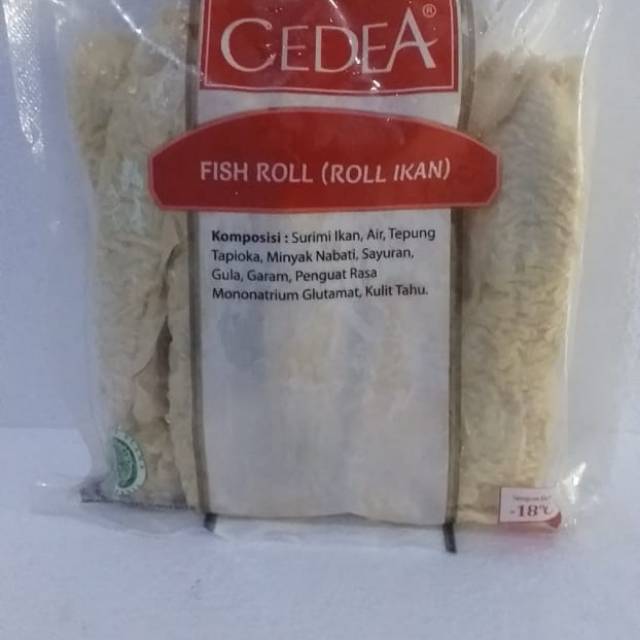 CEDEA®
FISH ROLL (ROLL IKAN)
Komposisi : Surimi Ikan, Air, Tepung
Tapioka, Minyak Nabati, Sayuran,
Gula, Garam, Penguat Rasa
Mononatrium Glutamat, Kulit Tahu.
-18°C